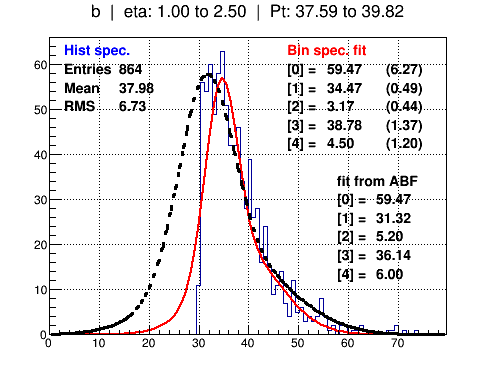 b | eta: 1.00 to 2.50 | Pt: 37.59 to 39.82
Hist spec.
Entries 864
Mean 37.98
RMS 6.73
Bin spec. fit
[0] = 59.47 (6.27)
[1] = 34.47 (0.49)
[2] = 3.17 (0.44)
[3] = 38.78 (1.37)
[4] = 4.50 (1.20)
fit from ABF
[0] = 59.47
[1] = 31.32
[2] = 5.20
[3] = 36.14
[4] = 6.00
60
50
40
30
20
10
0
0 10 20 30 40 50 60 70